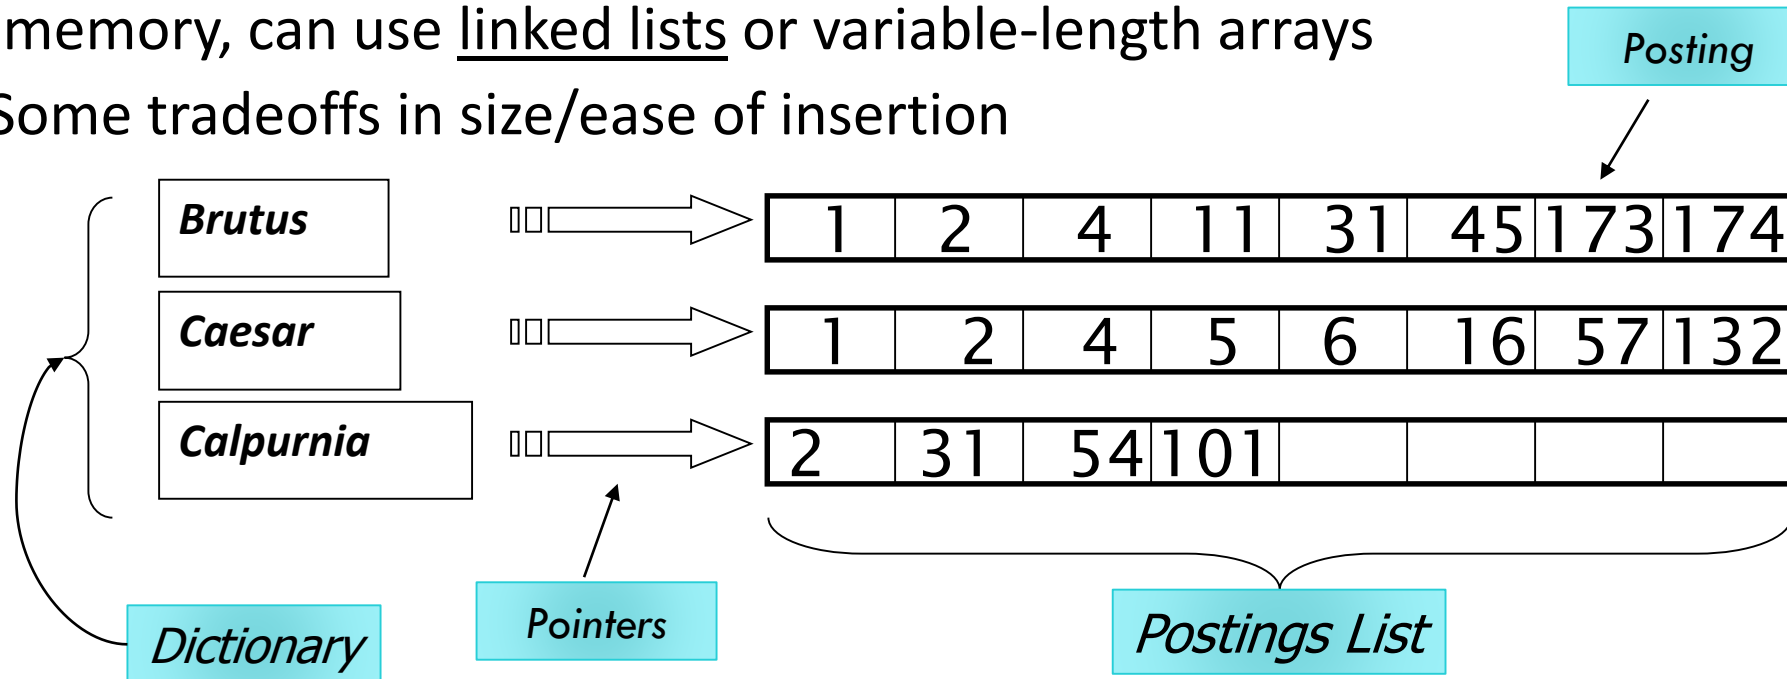 memory, can use linked lists or variable-length arrays
Posting
Some tradeoffs in size/ease of insertion
Brutus 1 2 4 11 31 45 173 174
Caesar 1 2 4 5 6 16 57 132
Calpurnia 2 31 54 101
Dictionary
Pointers
Postings List